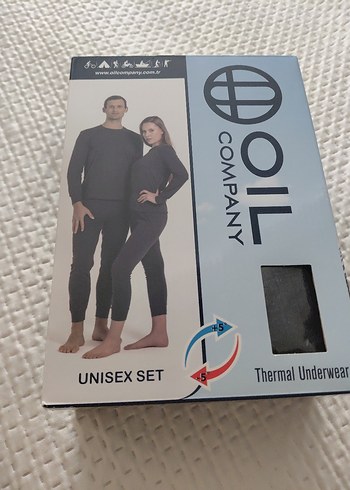 www.oilcompany.com.tr
OIL
COMPANY
+5
+5
UNISEX SET
Thermal Underwear